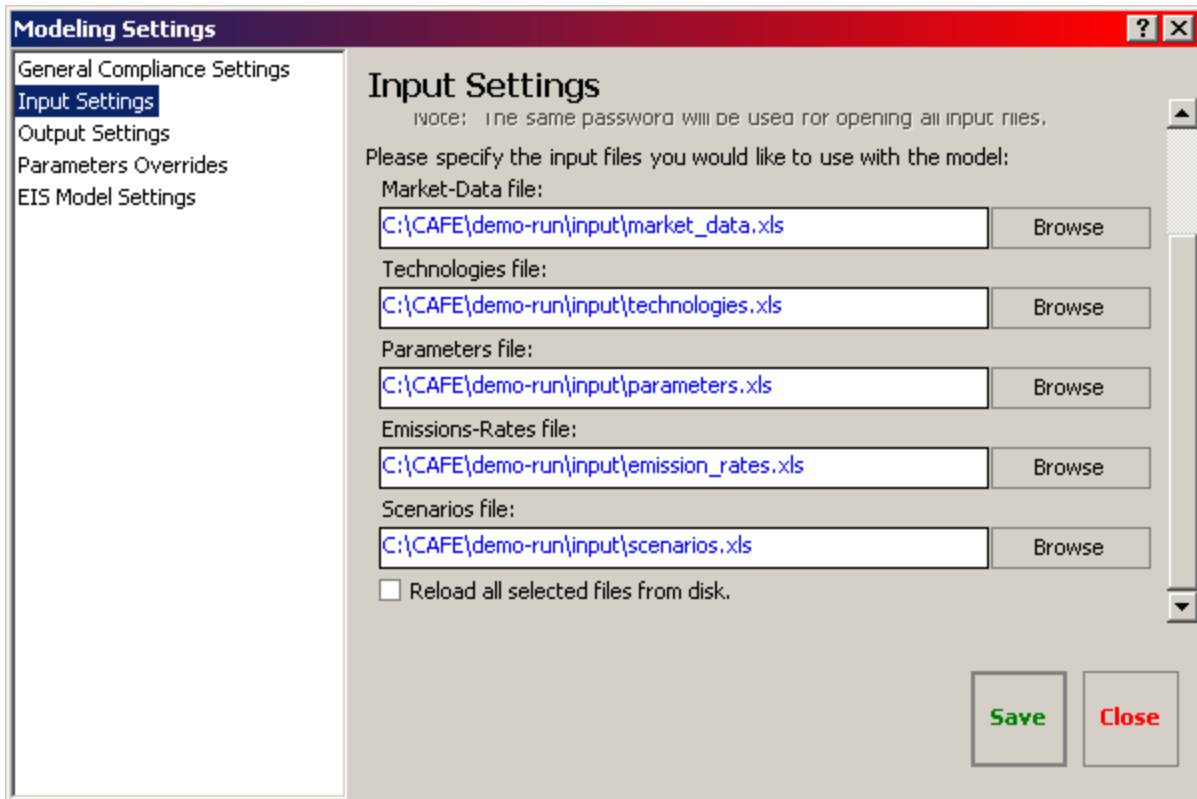 Modeling Settings
General Compliance Settings
Input Settings
Output Settings
Parameters Overrides
EIS Model Settings
Input Settings
Note: The same password will be used for opening all input files.
Please specify the input files you would like to use with the model:
Market-Data file:
C:\CAFE\demo-run\input\market_data.xls Browse
Technologies file:
C:\CAFE\demo-run\input\technologies.xls Browse
Parameters file:
C:\CAFE\demo-run\input\parameters.xls Browse
Emissions-Rates file:
C:\CAFE\demo-run\input\emission_rates.xls Browse
Scenarios file:
C:\CAFE\demo-run\input\scenarios.xls Browse
Reload all selected files from disk.
Save Close